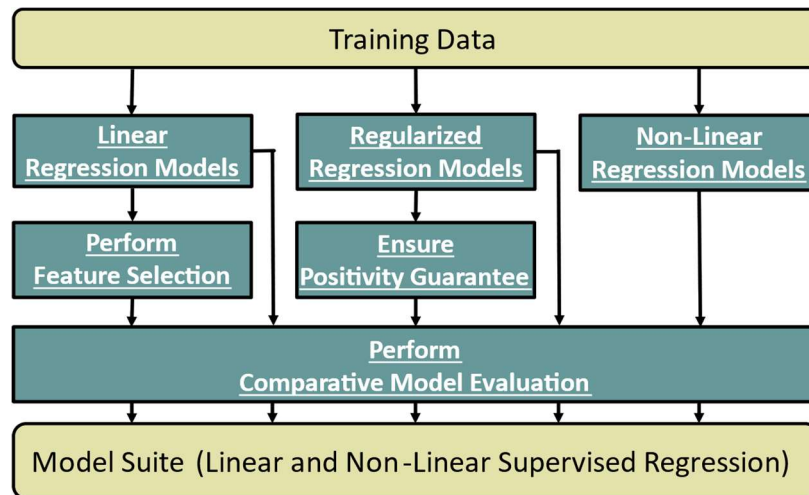 Training Data
Linear
Regression Models
Regularized
Regression Models
Non-Linear
Regression Models
Perform
Feature Selection
Ensure
Positivity Guarantee
Perform
Comparative Model Evaluation
Model Suite (Linear and Non-Linear Supervised Regression)